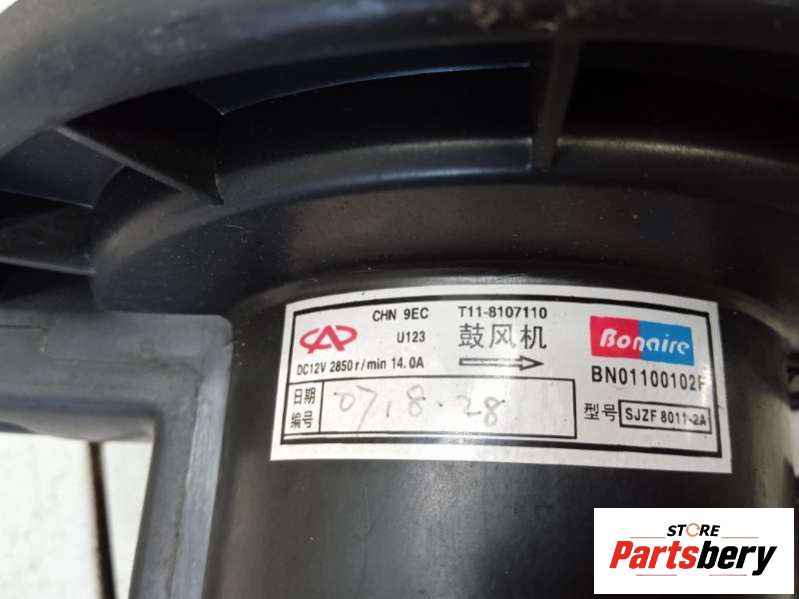 CHN 9EC T11-8107110
U123 鼓风机
DC12V 2850r/min 14.0A
Bonaire
BN01100102F
日期
编号
07.8.28
型号 SJZF 8011-2A
STORE
Partsbery